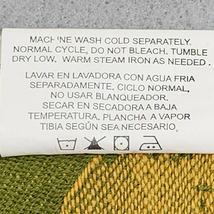 MACHINE WASH COLD SEPARATELY.
NORMAL CYCLE, DO NOT BLEACH. TUMBLE
DRY LOW, WARM STEAM IRON AS NEEDED.
LAVAR EN LAVADORA CON AGUA FRIA
SEPARADAMENTE. CICLO NORMAL,
NO USAR BLANQUEADOR.
SECAR EN SECADORA A BAJA
TEMPERATURA. PLANCHA A VAPOR
TIBIA SEGÚN SEA NECESARIO,